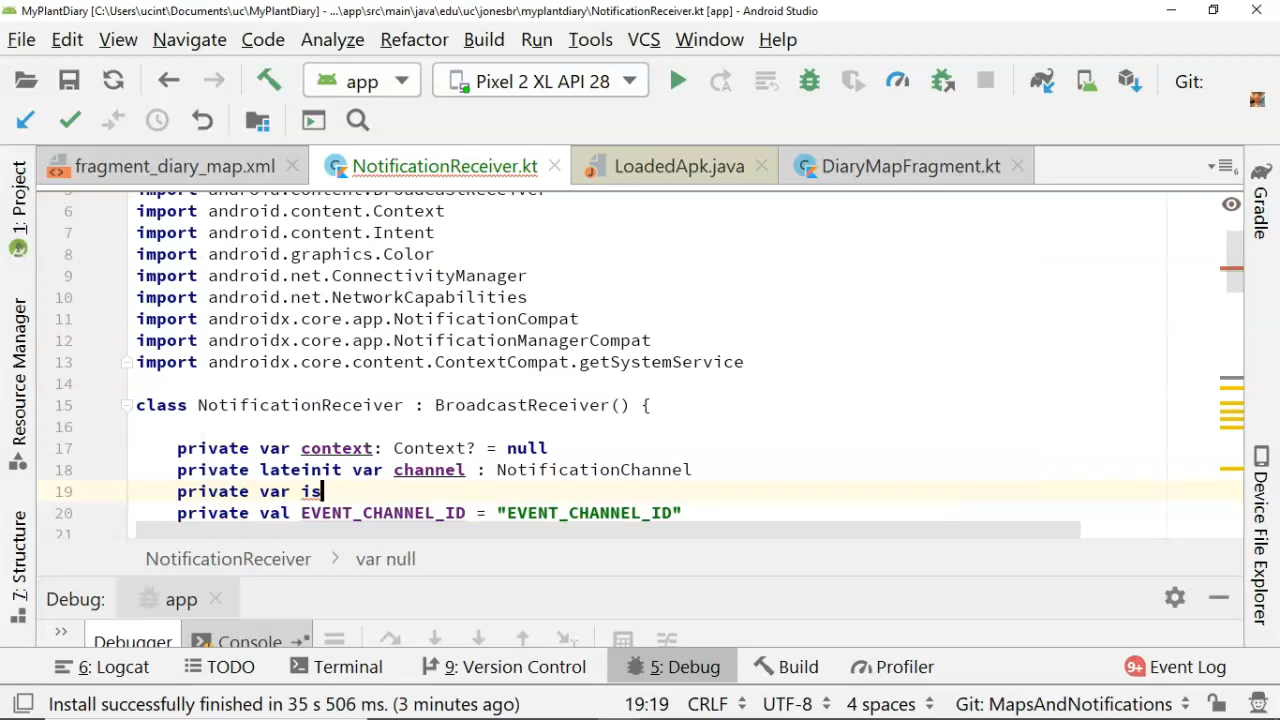 MyPlantDiary [C:\Users\ucint\Documents\uc\MyPlantDiary] - ...\app\src\main\java\edu\uc\jonesbr\myplantdiary\NotificationReceiver.kt [app] - Android Studio
File Edit View Navigate Code Analyze Refactor Build Run Tools VCS Window Help
app Pixel 2 XL API 28 Git:
fragment_diary_map.xml NotificationReceiver.kt LoadedApk.java DiaryMapFragment.kt
1: Project
Resource Manager
7: Structure
Gradle
Device File Explorer
5 import android.content.BroadcastReceiver
6 import android.content.Context
7 import android.content.Intent
8 import android.graphics.Color
9 import android.net.ConnectivityManager
10 import android.net.NetworkCapabilities
11 import androidx.core.app.NotificationCompat
12 import androidx.core.app.NotificationManagerCompat
13 import androidx.core.content.ContextCompat.getSystemService
14
15 class NotificationReceiver : BroadcastReceiver() {
16
17 private var context: Context? = null
18 private lateinit var channel : NotificationChannel
19 private var is
20 private val EVENT_CHANNEL_ID = "EVENT_CHANNEL_ID"
21
NotificationReceiver > var null
Debug: app
>> Debugger Console
6: Logcat TODO Terminal 9: Version Control 5: Debug Build Profiler 9+ Event Log
Install successfully finished in 35 s 506 ms. (3 minutes ago) 19:19 CRLF UTF-8 4 spaces Git: MapsAndNotifications